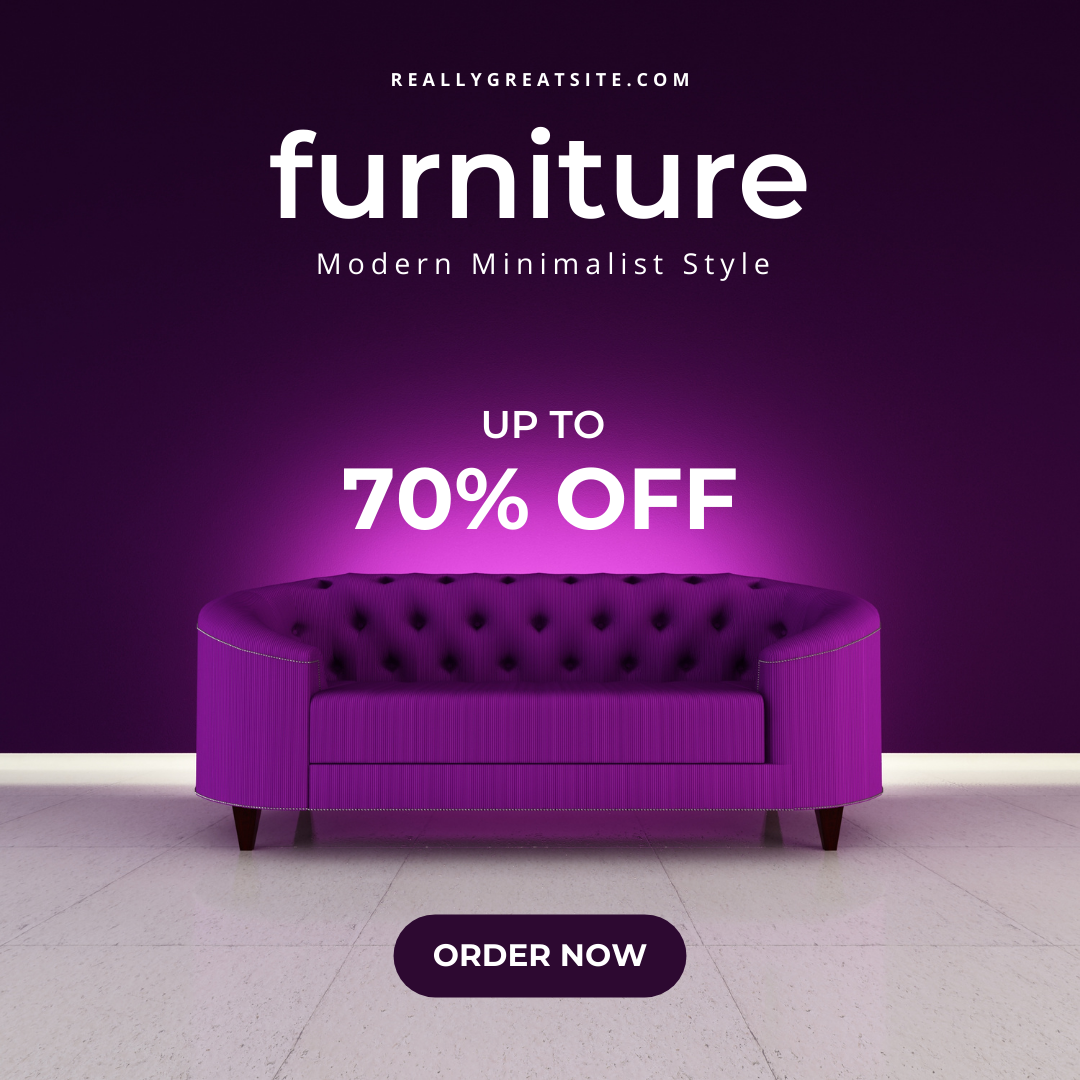 REALLYGREATSITE.COM
furniture
Modern Minimalist Style
UP TO
70% OFF
ORDER NOW